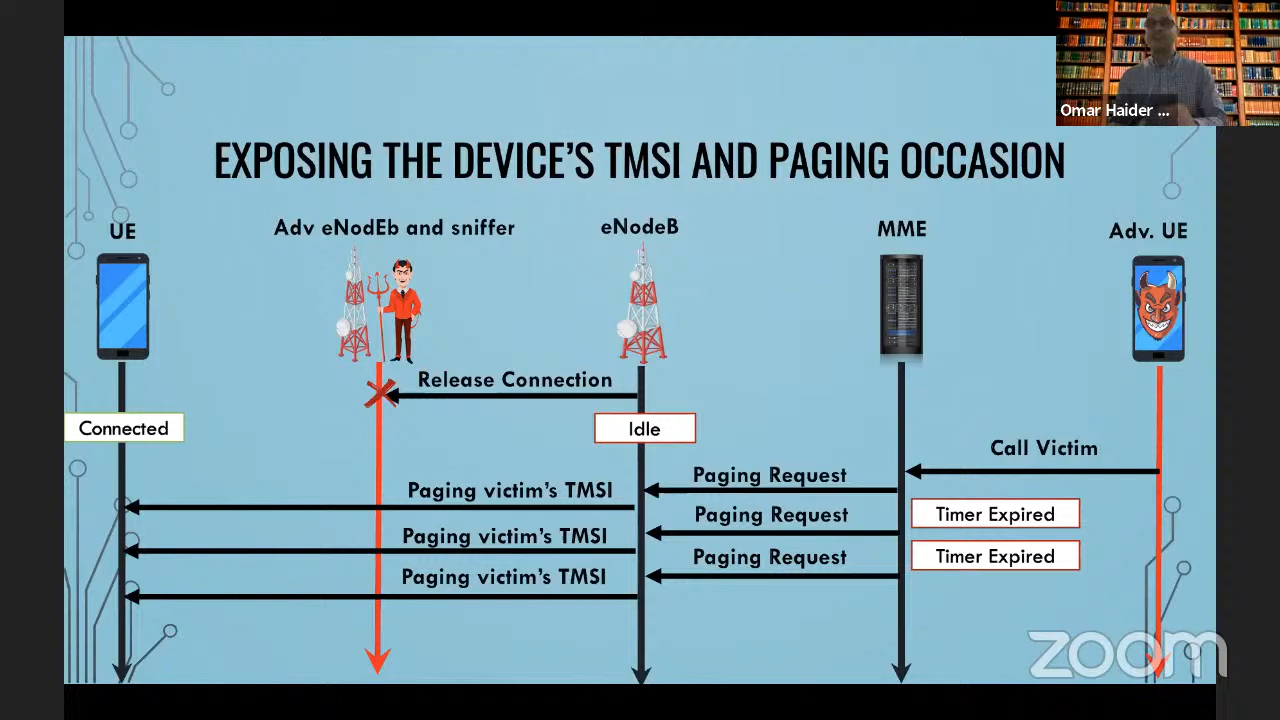 Omar Haider ...
EXPOSING THE DEVICE'S TMSI AND PAGING OCCASION
UE
Adv eNodEb and sniffer
eNodeB
MME
Adv. UE
Release Connection
Connected
Idle
Call Victim
Paging Request
Paging victim's TMSI
Paging Request
Timer Expired
Paging victim's TMSI
Paging Request
Timer Expired
Paging victim's TMSI
zoom